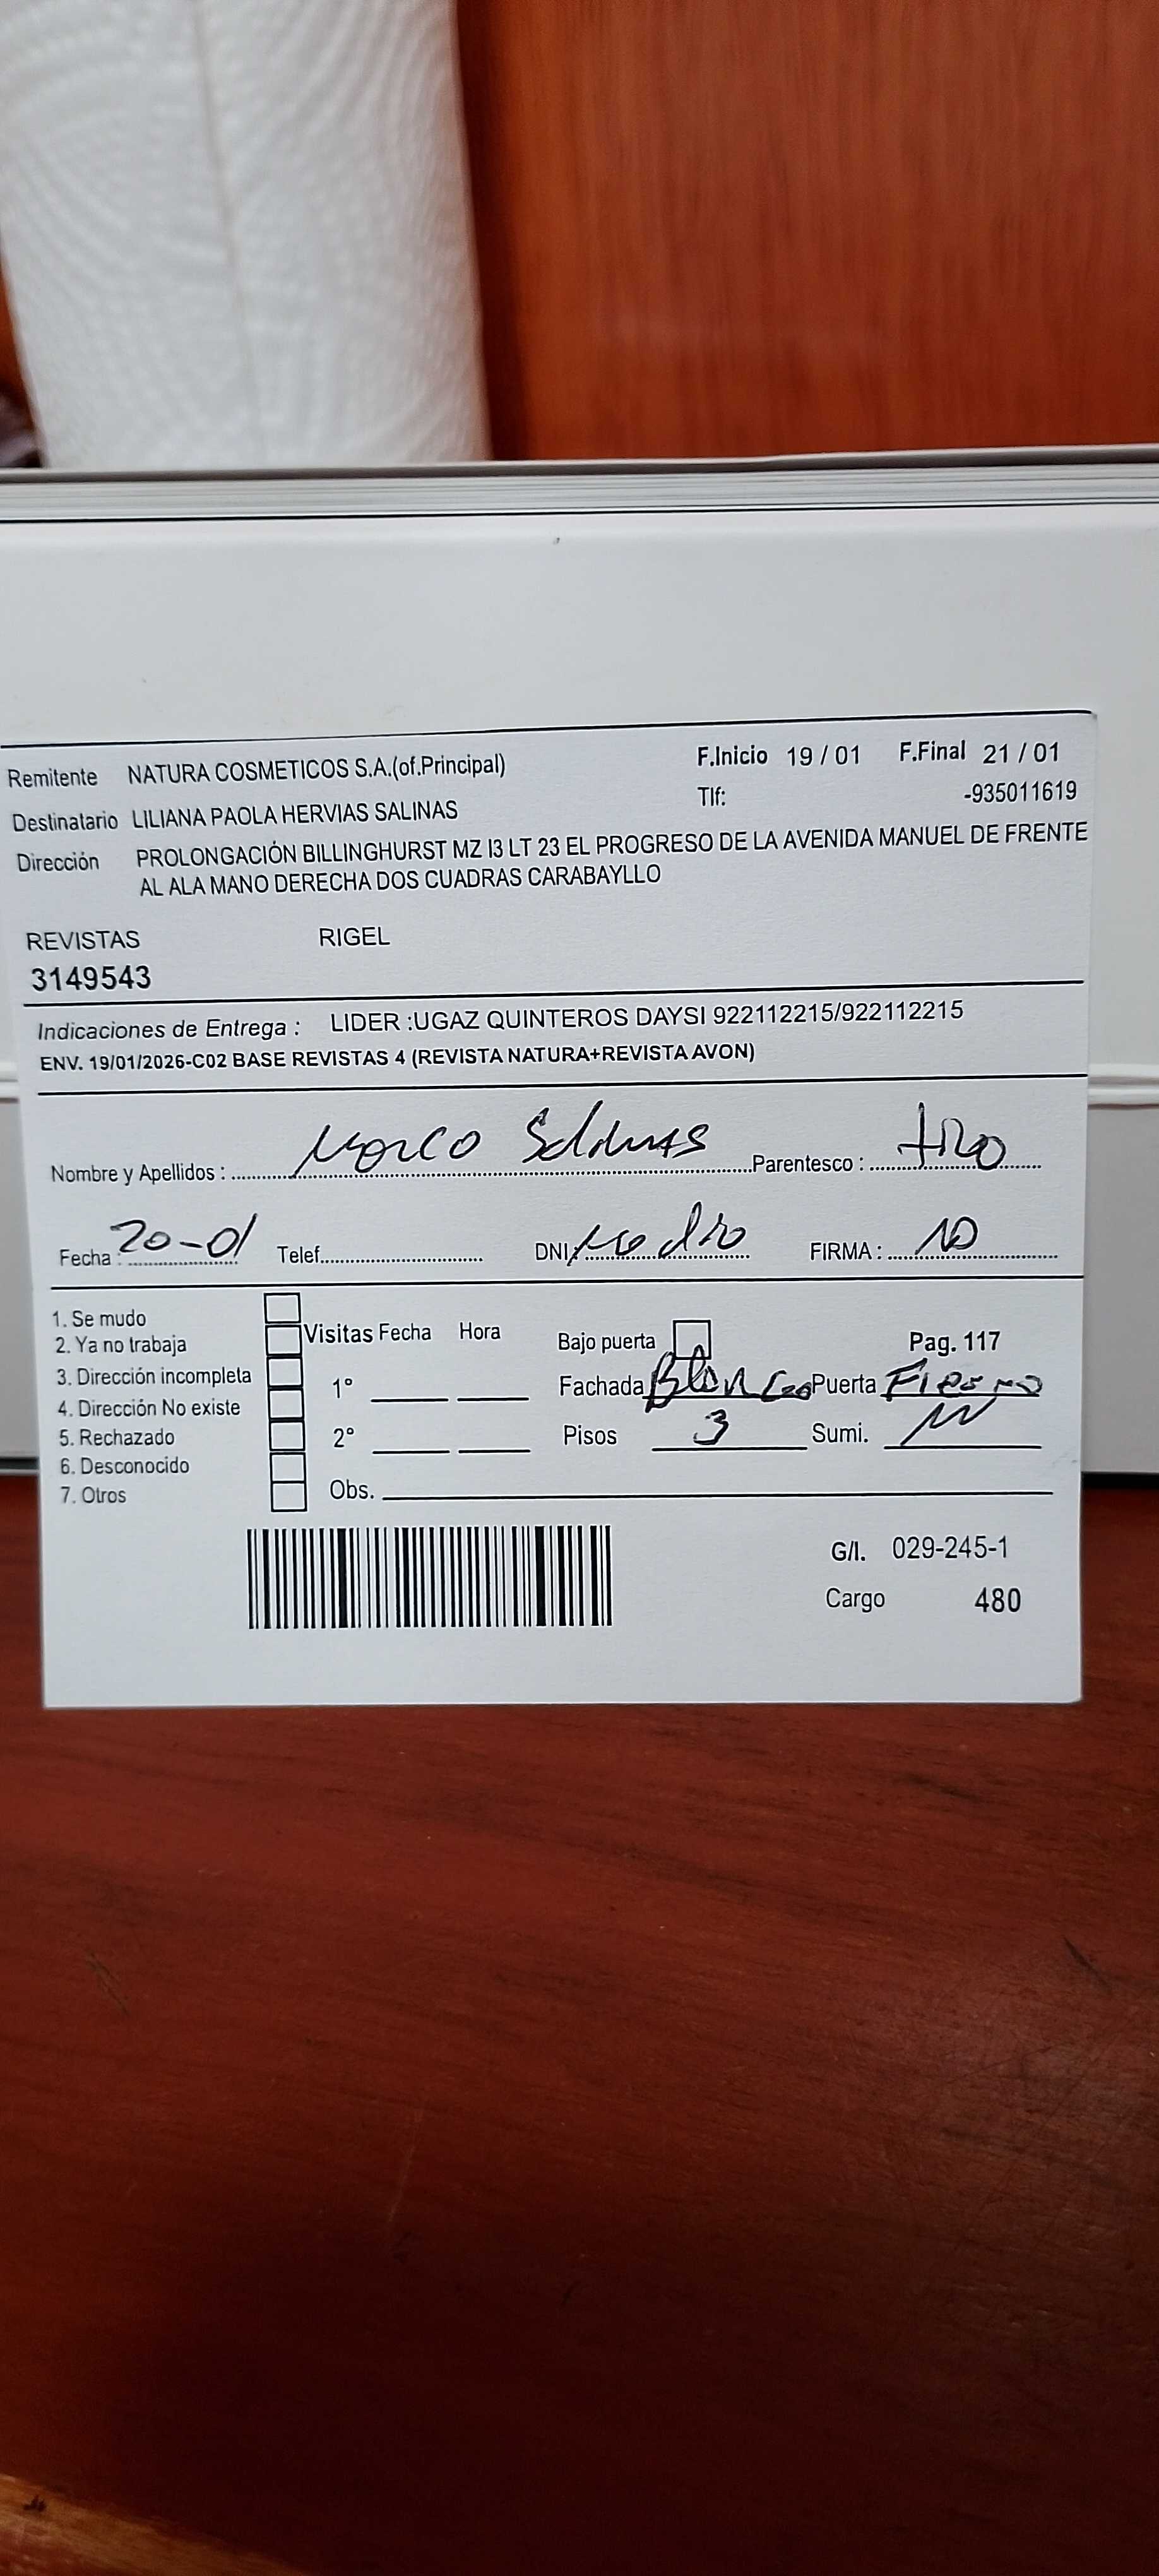 Remitente NATURA COSMETICOS S.A.(of.Principal) F.Inicio 19 / 01 F.Final 21 / 01
Destinatario LILIANA PAOLA HERVIAS SALINAS Tlf: -935011619
Dirección PROLONGACIÓN BILLINGHURST MZ I3 LT 23 EL PROGRESO DE LA AVENIDA MANUEL DE FRENTE
AL ALA MANO DERECHA DOS CUADRAS CARABAYLLO
REVISTAS RIGEL
3149543
Indicaciones de Entrega : LIDER :UGAZ QUINTEROS DAYSI 922112215/922112215
ENV. 19/01/2026-C02 BASE REVISTAS 4 (REVISTA NATURA+REVISTA AVON)
Nombre y Apellidos : Marco Salinas Parentesco :
Fecha : 20-01 Telef. DNI: No dio FIRMA : NO
1. Se mudo
2. Ya no trabaja
3. Dirección incompleta
4. Dirección No existe
5. Rechazado
6. Desconocido
7. Otros
Visitas Fecha Hora
1°
2°
Obs.
Bajo puerta Pag. 117
Fachada Blanco Puerta Fierro
Pisos 3 Sumi.
G/I. 029-245-1
Cargo 480